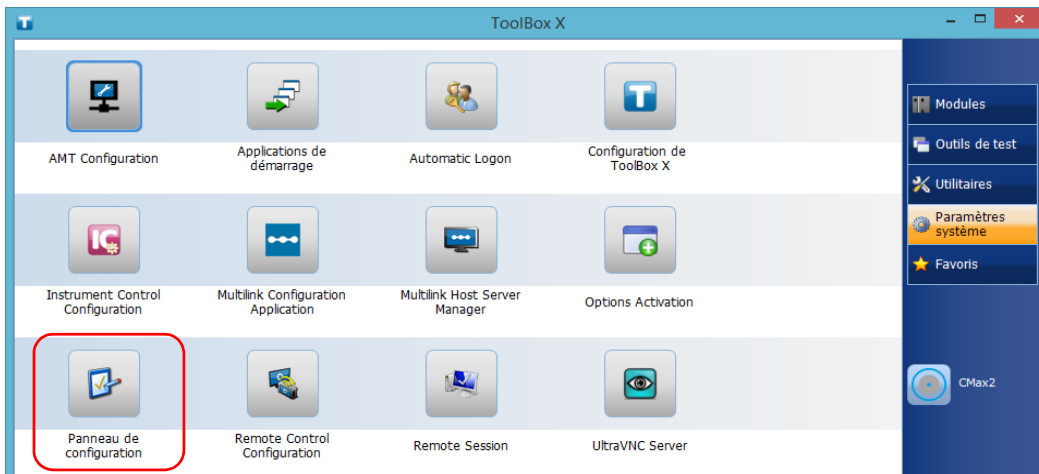 ToolBox X
AMT Configuration
Applications de
démarrage
Automatic Logon
Configuration de
ToolBox X
Instrument Control
Configuration
Multilink Configuration
Application
Multilink Host Server
Manager
Options Activation
Panneau de
configuration
Remote Control
Configuration
Remote Session
UltraVNC Server
Modules
Outils de test
Utilitaires
Paramètres
système
Favoris
CMax2